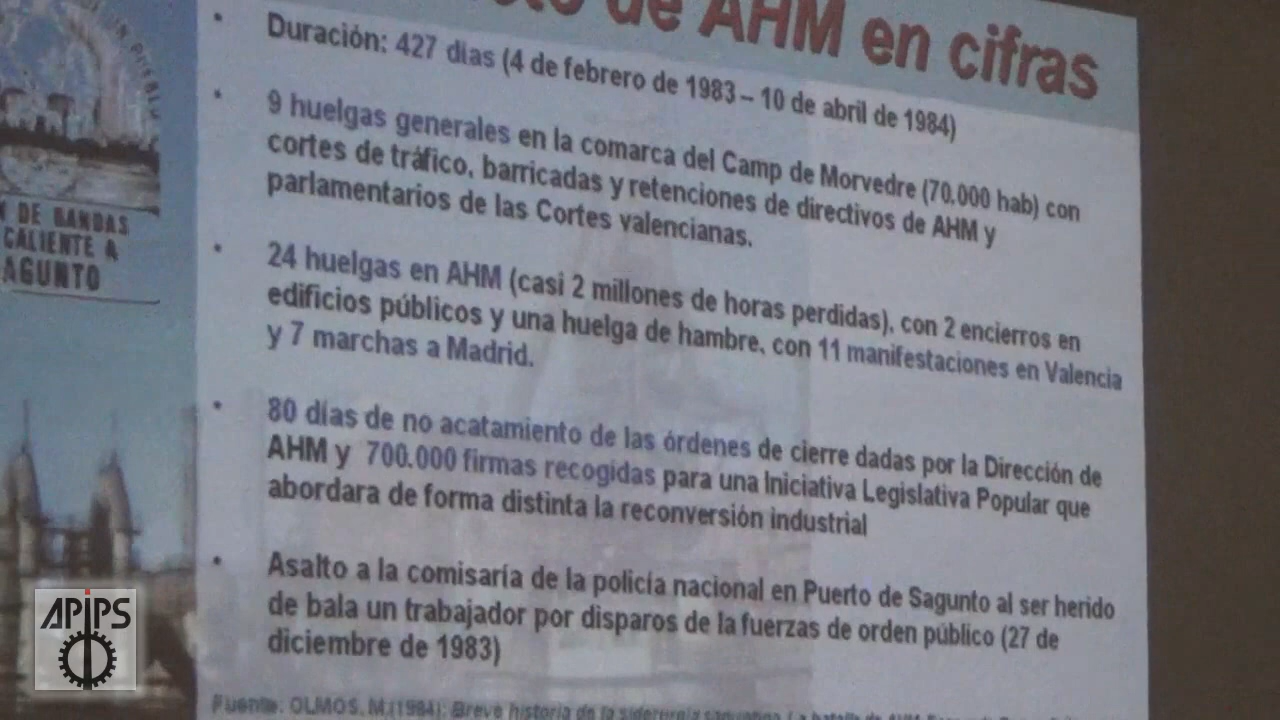 de AHM en cifras
• Duración: 427 días (4 de febrero de 1983 – 10 de abril de 1984)
• 9 huelgas generales en la comarca del Camp de Morvedre (70.000 hab) con
cortes de tráfico, barricadas y retenciones de directivos de AHM y
parlamentarios de las Cortes valencianas.
• 24 huelgas en AHM (casi 2 millones de horas perdidas), con 2 encierros en
edificios públicos y una huelga de hambre, con 11 manifestaciones en Valencia
y 7 marchas a Madrid.
• 80 días de no acatamiento de las órdenes de cierre dadas por la Dirección de
AHM y 700.000 firmas recogidas para una Iniciativa Legislativa Popular que
abordara de forma distinta la reconversión industrial
• Asalto a la comisaría de la policía nacional en Puerto de Sagunto al ser herido
de bala un trabajador por disparos de la fuerzas de orden público (27 de
diciembre de 1983)
Fuente: OLMOS, M.(1984): Breve historia de la siderurgia saguntina. La batalla de AHM
DE BANDAS
CALIENTE A
AGUNTO
APIPS